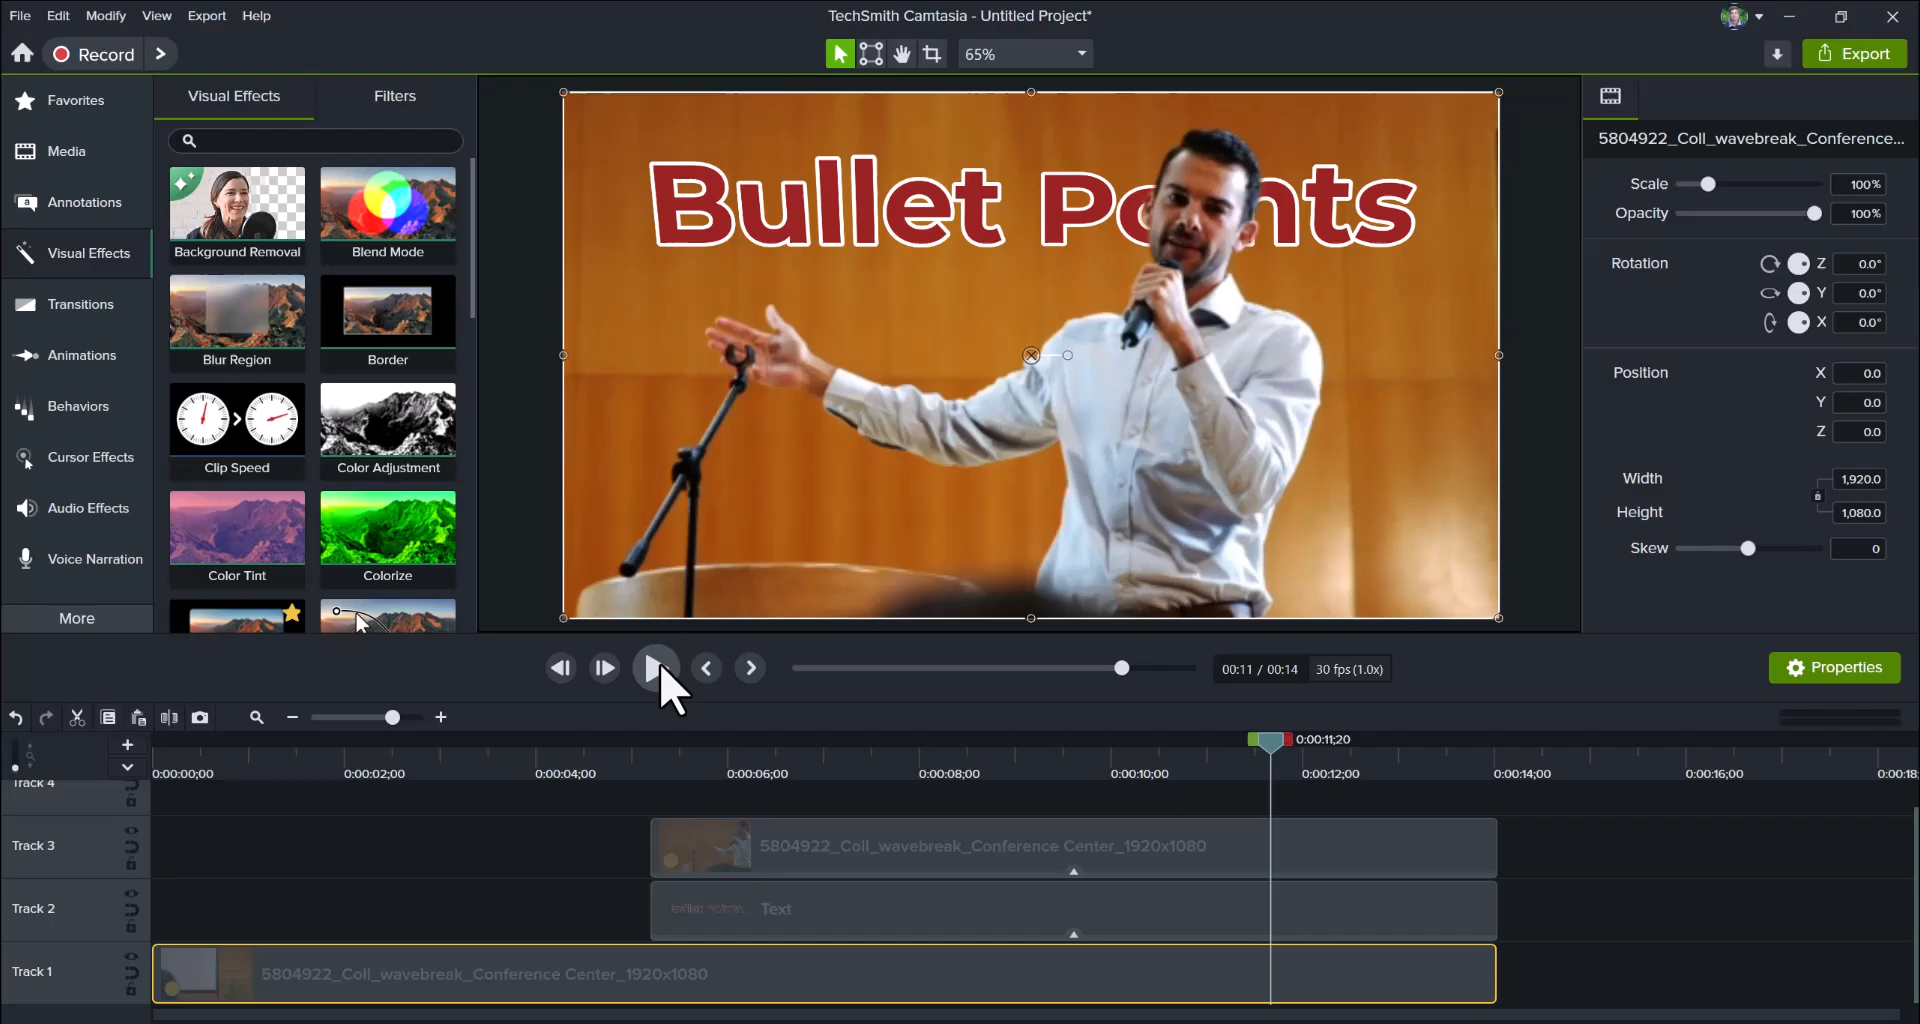 File Edit Modify View Export Help
TechSmith Camtasia - Untitled Project*
Record
65%
Export
Favorites
Media
Annotations
Visual Effects
Transitions
Animations
Behaviors
Cursor Effects
Audio Effects
Voice Narration
More
Visual Effects Filters
Background Removal Blend Mode
Blur Region Border
Clip Speed Color Adjustment
Color Tint Colorize
Bullet Points
5804922_Coll_wavebreak_Conference...
Scale 100%
Opacity 100%
Rotation Z 0.0°
Y 0.0°
X 0.0°
Position X 0.0
Y 0.0
Z 0.0
Width 1,920.0
Height 1,080.0
Skew 0
00:11 / 00:14 30 fps (1.0x)
Properties
0:00:11;20
0:00:00;00 0:00:02;00 0:00:04;00 0:00:06;00 0:00:08;00 0:00:10;00 0:00:12;00 0:00:14;00 0:00:16;00 0:00:18;
Track 4
Track 3
5804922_Coll_wavebreak_Conference Center_1920x1080
Track 2
Bullet Points Text
Track 1
5804922_Coll_wavebreak_Conference Center_1920x1080